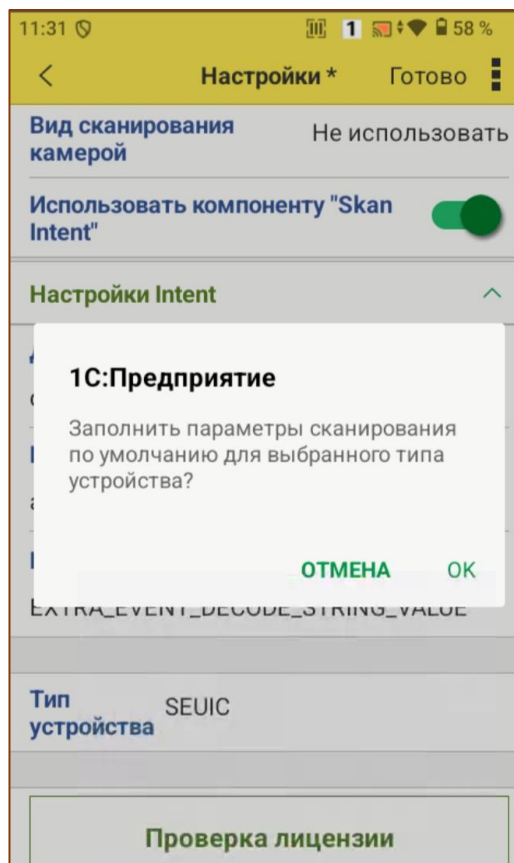 11:31
1
58 %
Настройки *
Готово
Вид сканирования
камерой
Не использовать
Использовать компоненту "Skan
Intent"
Настройки Intent
1С:Предприятие
Заполнить параметры сканирования
по умолчанию для выбранного типа
устройства?
ОТМЕНА
OK
EXTRA_EVENT_DECODE_STRING_VALUE
Тип
устройства
SEUIC
Проверка лицензии